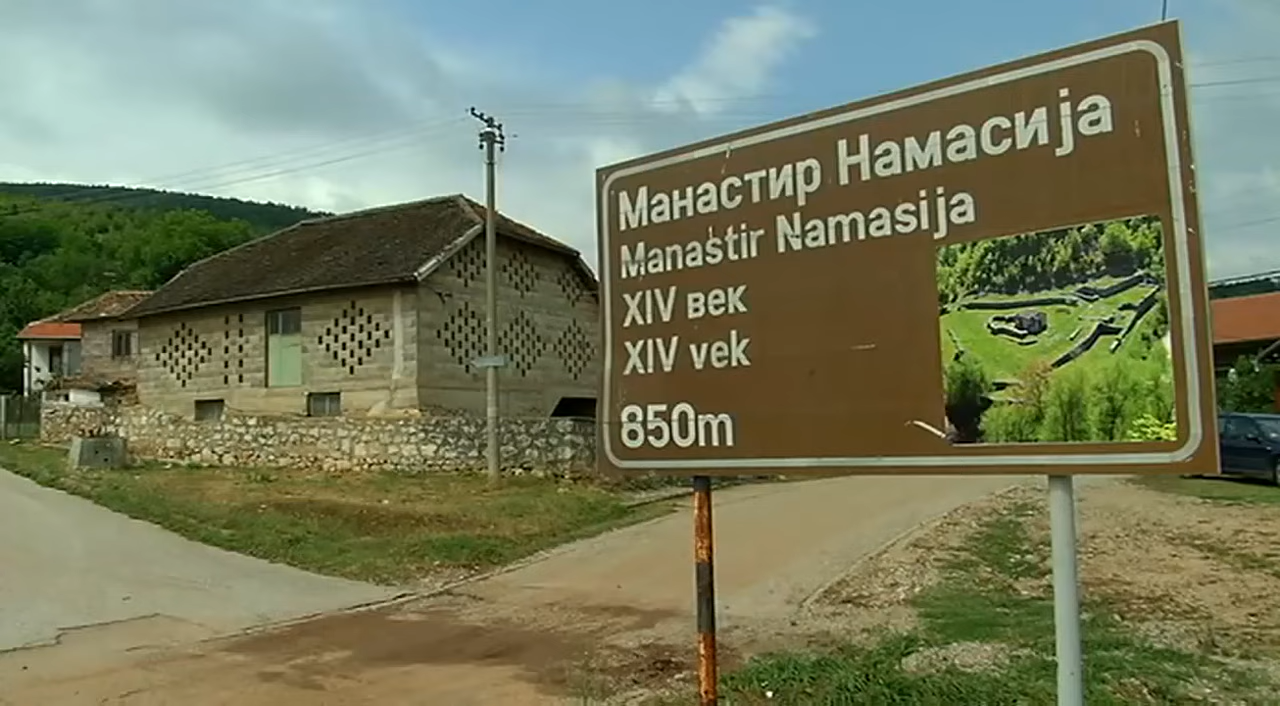 Манастир Намасија
Manastir Namasija
XIV век
XIV vek
850m